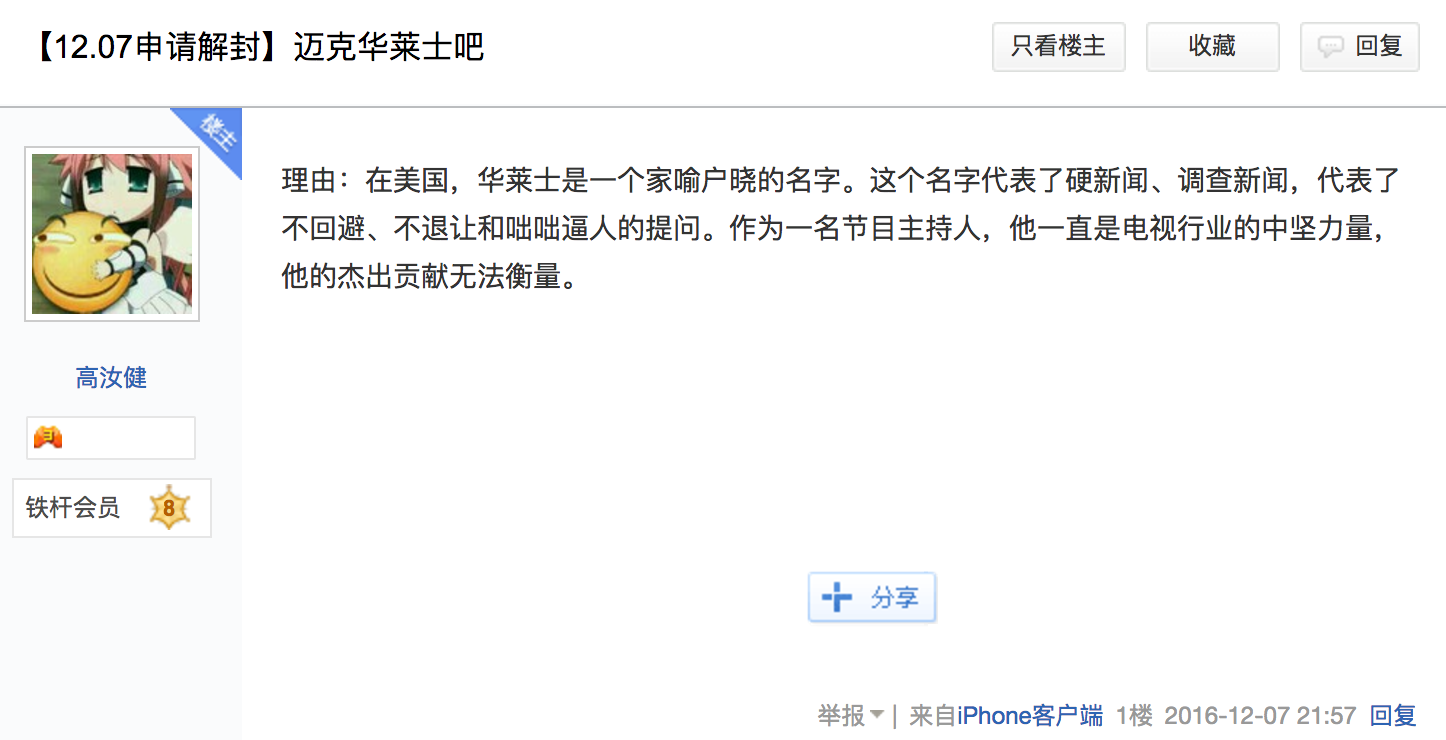 【12.07申请解封】迈克华莱士吧
只看楼主
收藏
回复
楼主
理由：在美国，华莱士是一个家喻户晓的名字。这个名字代表了硬新闻、调查新闻，代表了
不回避、不退让和咄咄逼人的提问。作为一名节目主持人，他一直是电视行业的中坚力量，
他的杰出贡献无法衡量。
高汝健
3
铁杆会员 8
分享
举报 | 来自iPhone客户端 1楼 2016-12-07 21:57 回复